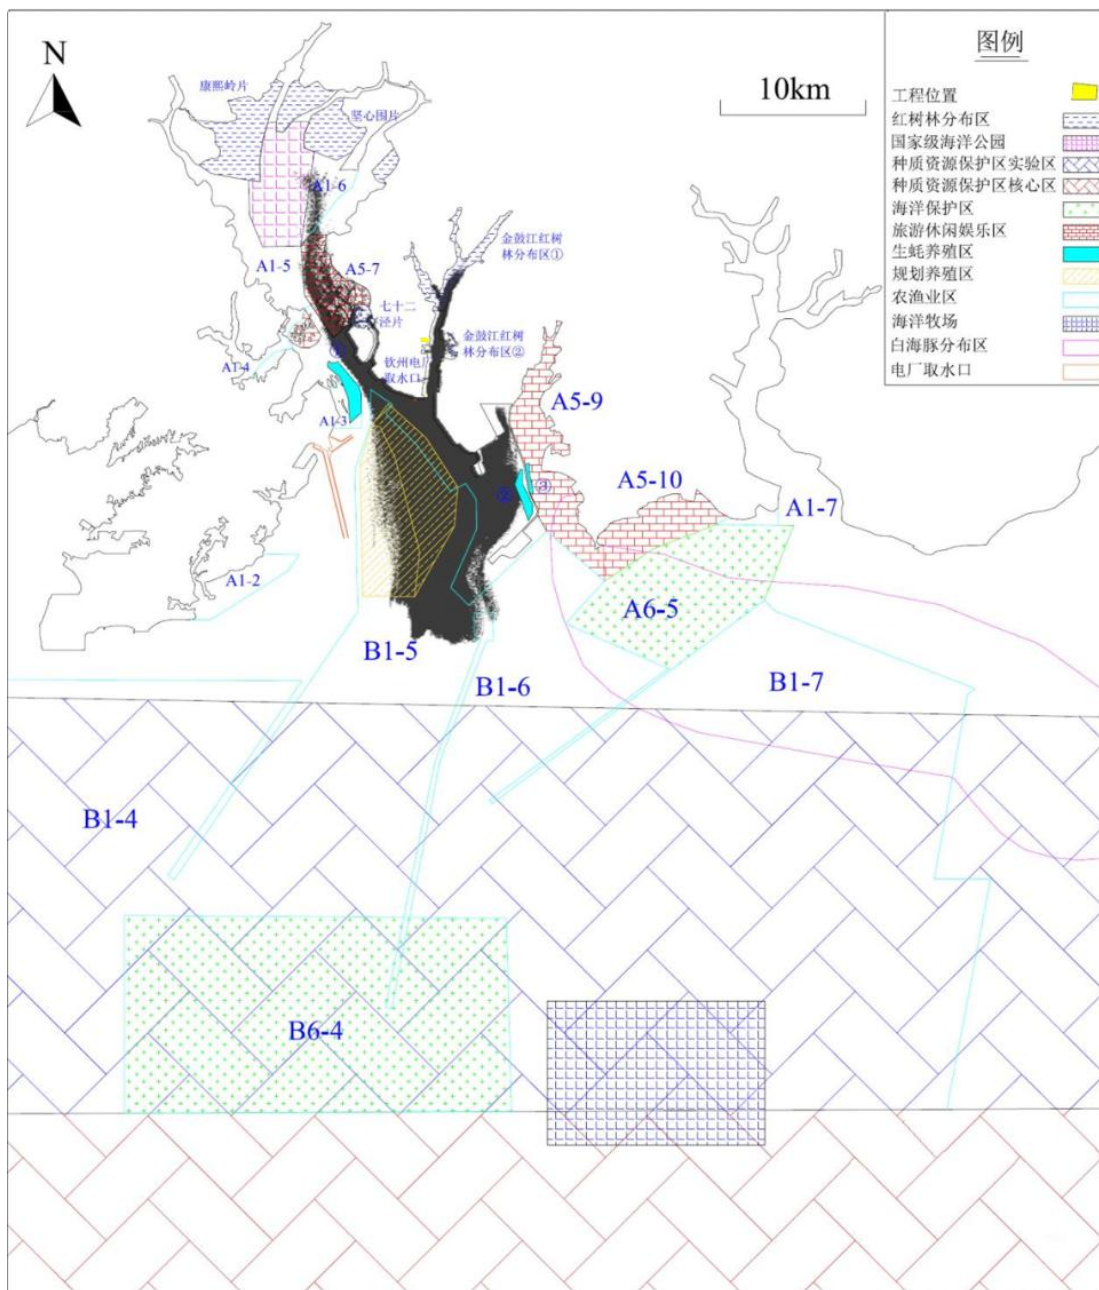 N
图例
10km
工程位置
红树林分布区
国家级海洋公园
种质资源保护区实验区
种质资源保护区核心区
海洋保护区
旅游休闲娱乐区
生蚝养殖区
规划养殖区
农渔业区
海洋牧场
白海豚分布区
电厂取水口
康熙岭片
坚心围片
A1-6
金鼓江红树
林分布区①
A1-5
A5-7
七十二
泾片
金鼓江红树
林分布区②
①
钦州电厂
取水口
A1-4
A5-9
A1-3
A5-10
②
③
A1-7
A1-2
A6-5
B1-5
B1-6
B1-7
B1-4
B6-4